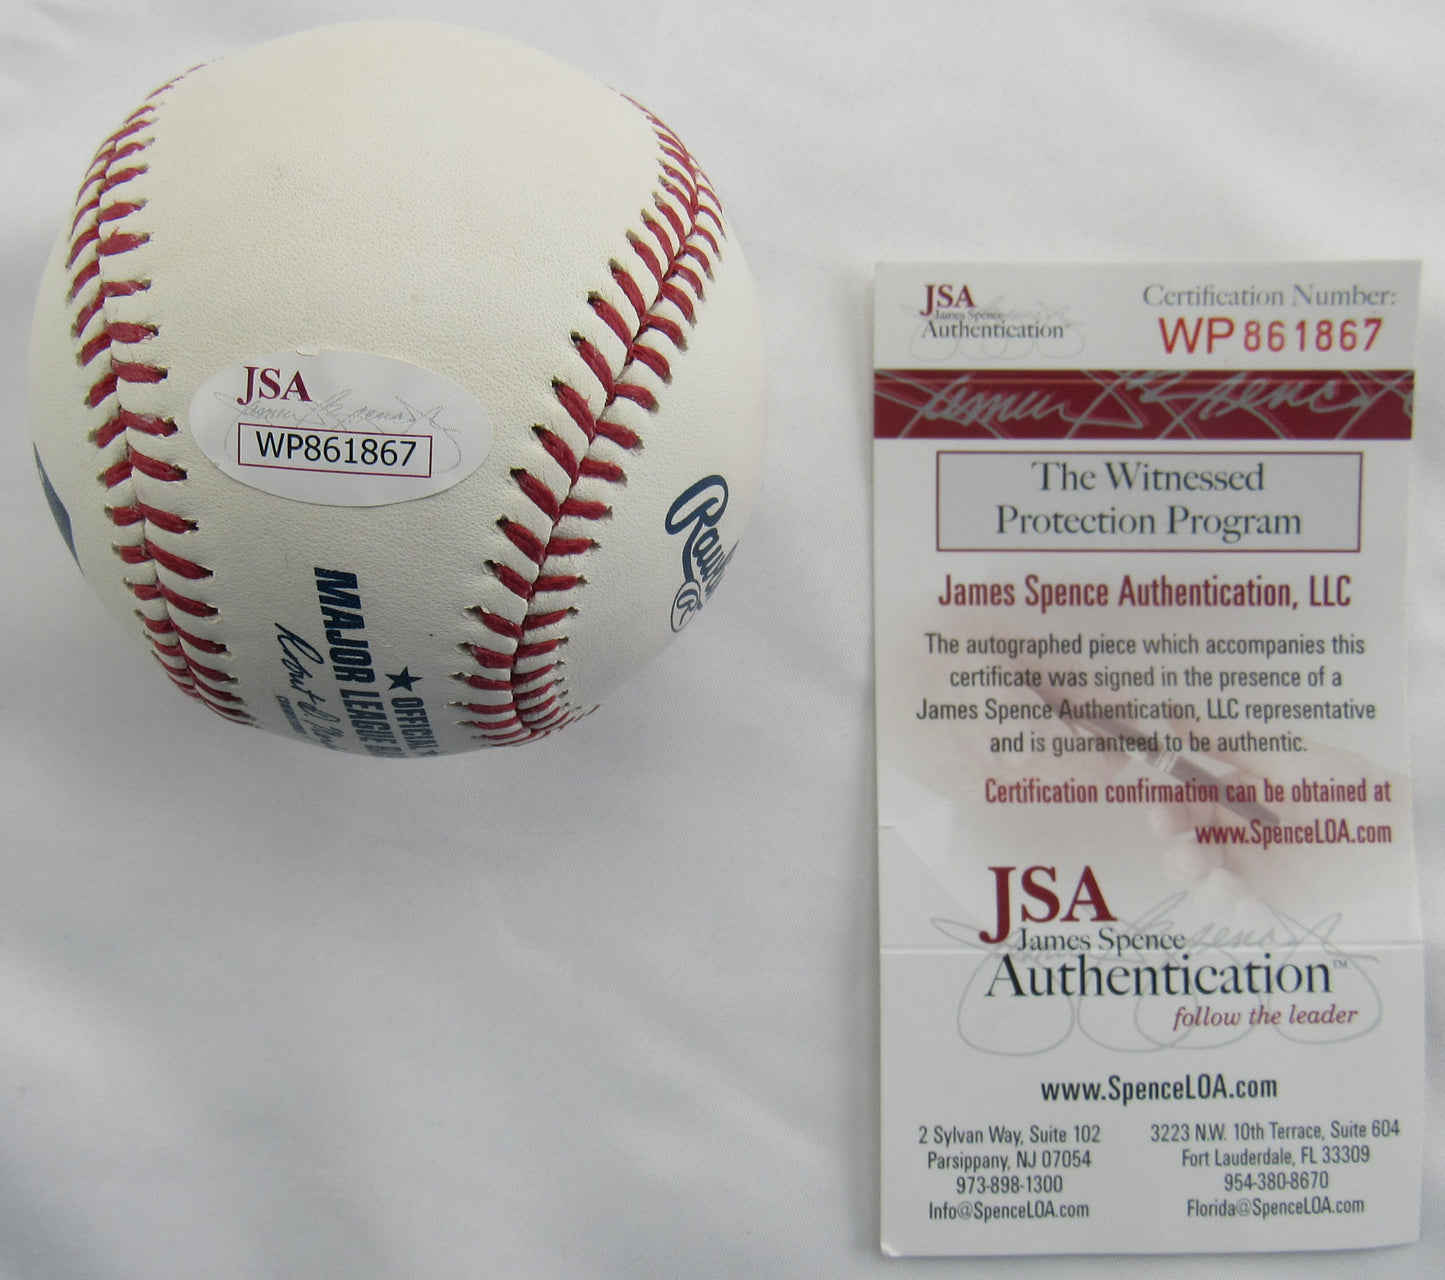 JSA
WP861867
Rawl
R
★ OFFICIAL
MAJOR LEAGUE
JSA
James Spence
Authentication
Certification Number:
WP861867
The Witnessed
Protection Program
James Spence Authentication, LLC
The autographed piece which accompanies this
certificate was signed in the presence of a
James Spence Authentication, LLC representative
and is guaranteed to be authentic.
Certification confirmation can be obtained at
www.SpenceLOA.com
JSA
James Spence
Authentication™
follow the leader
www.SpenceLOA.com
2 Sylvan Way, Suite 102
Parsippany, NJ 07054
973-898-1300
Info@SpenceLOA.com
3223 N.W. 10th Terrace, Suite 604
Fort Lauderdale, FL 33309
954-380-8670
Florida@SpenceLOA.com